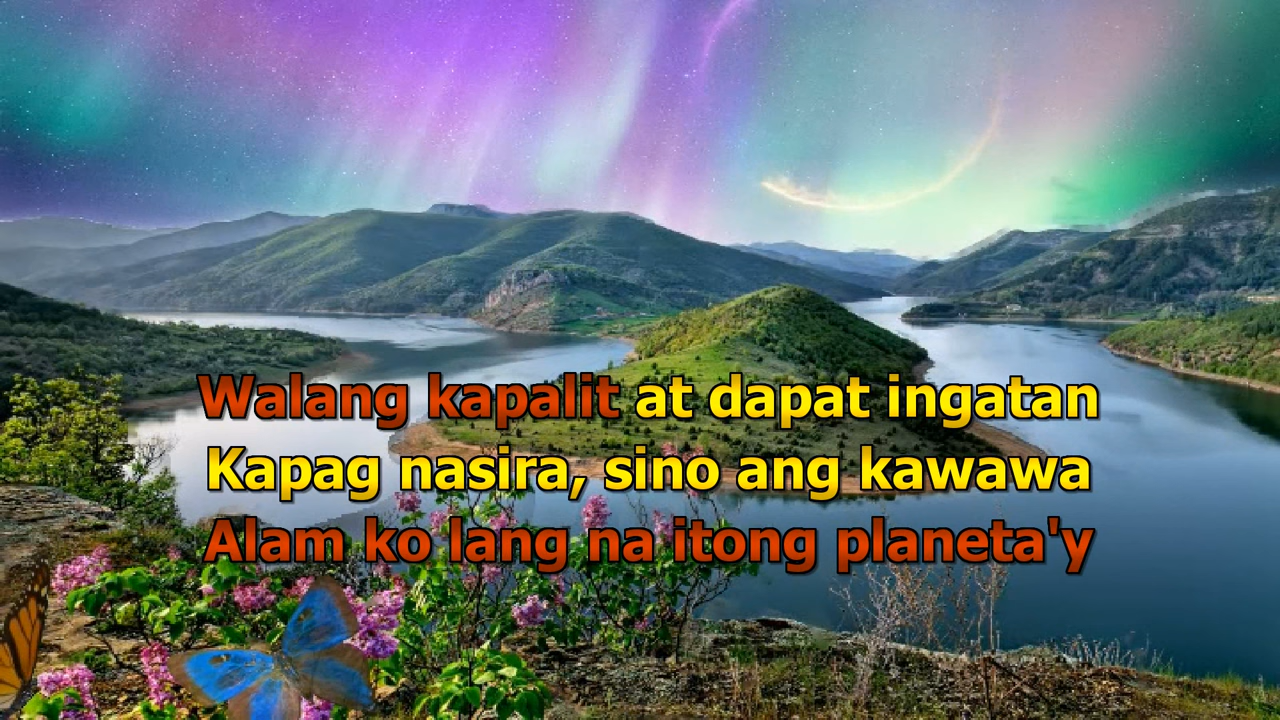 Walang kapalit at dapat ingatan
Kapag nasira, sino ang kawawa
Alam ko lang na itong planeta'y